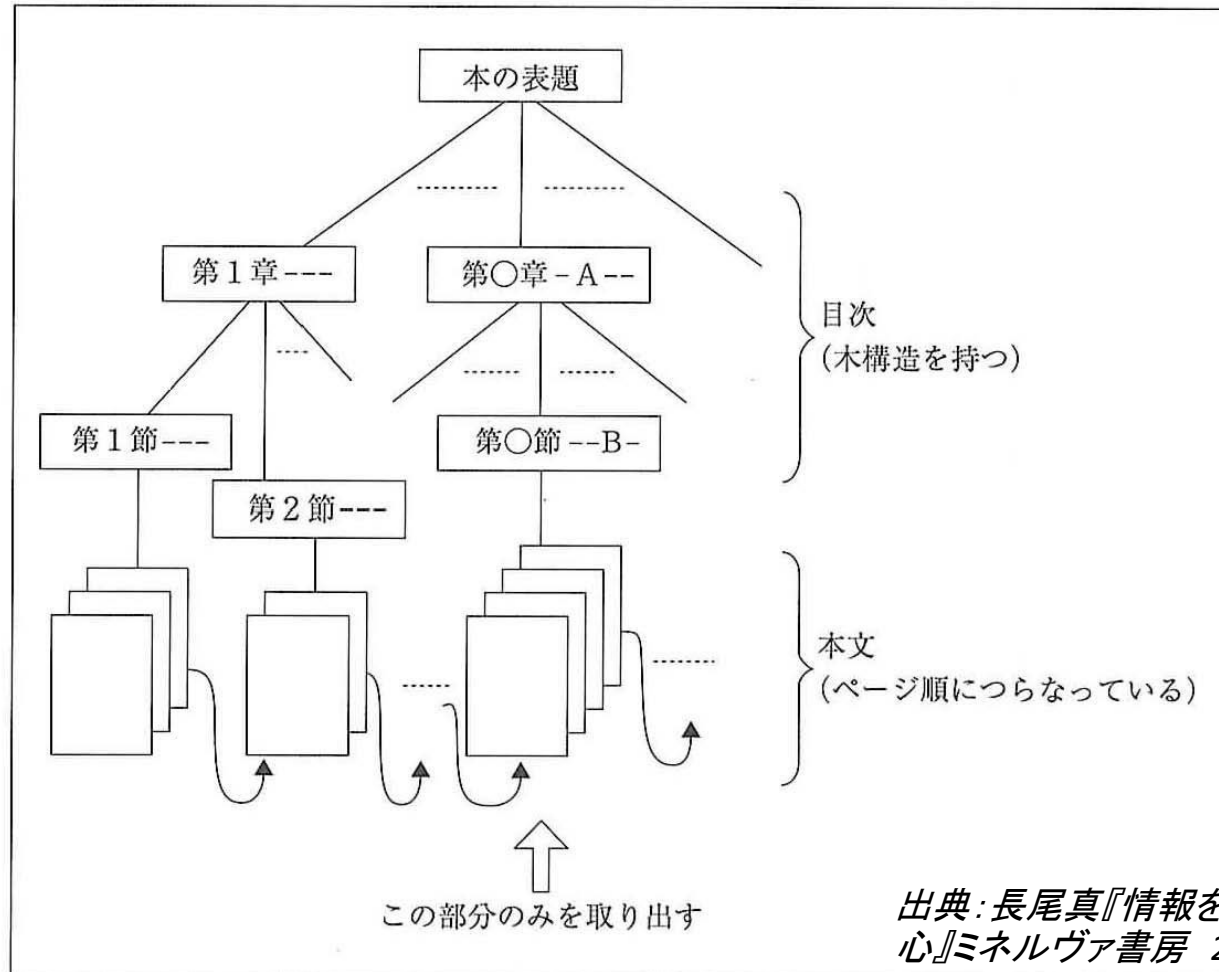 本の表題
第1章---
第○章-A--
目次
(木構造を持つ)
第1節---
第○節--B-
第2節---
本文
(ページ順につらなっている)
この部分のみを取り出す
出典:長尾真『情報を
心』ミネルヴァ書房 2